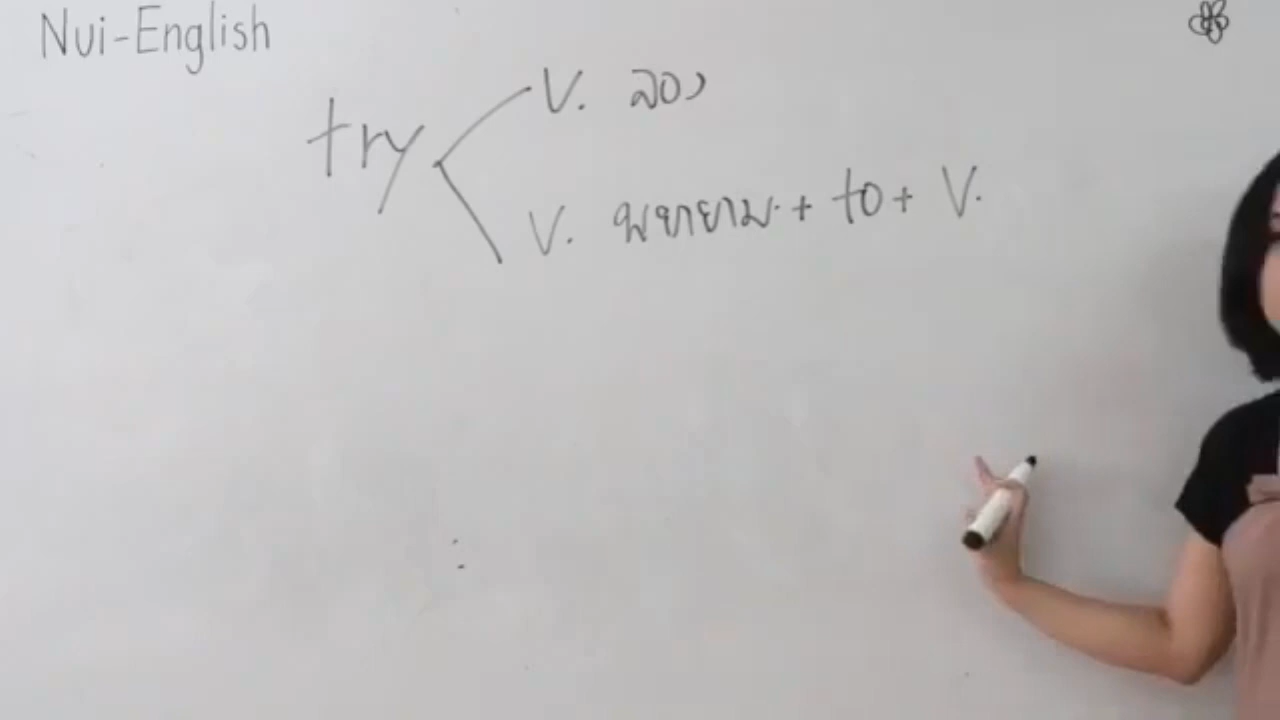 Nui-English
try
V. ลอง
V. พยายาม + to + V.